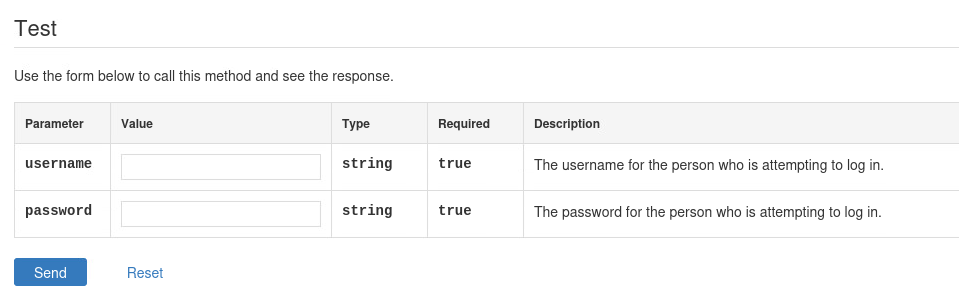 Test
Use the form below to call this method and see the response.
Parameter Value Type Required Description
username string true The username for the person who is attempting to log in.
password string true The password for the person who is attempting to log in.
Send Reset